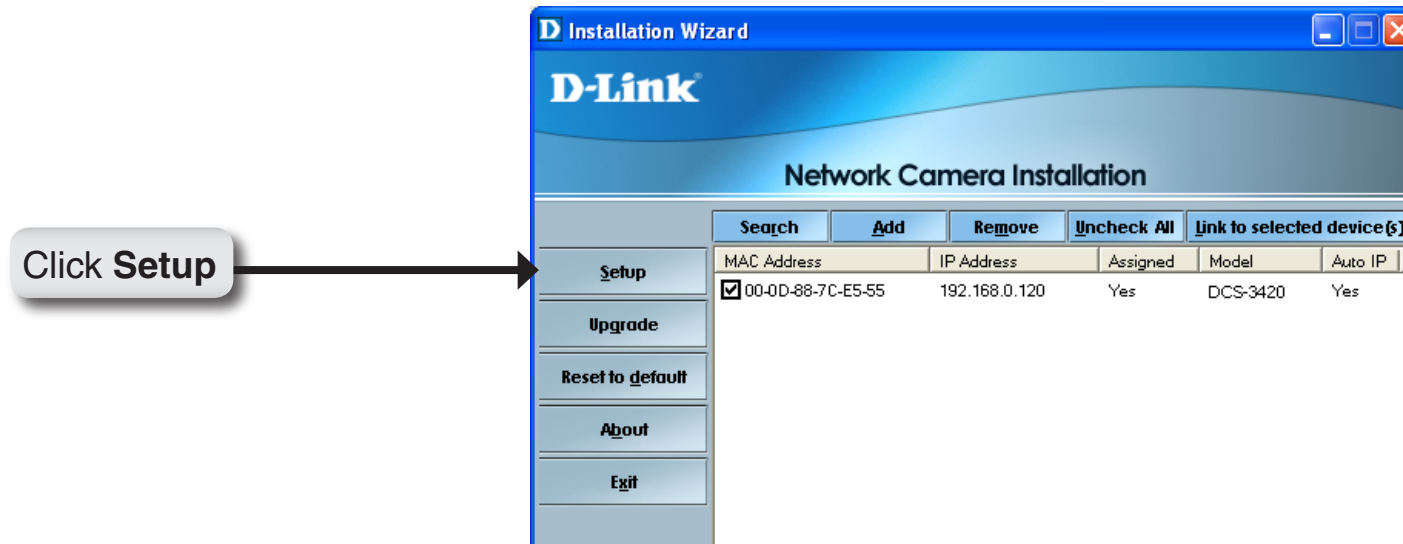 D Installation Wizard
D-Link®
Network Camera Installation
Search Add Remove Uncheck All Link to selected device(s)
Click Setup
Setup
Upgrade
Reset to default
About
Exit
MAC Address IP Address Assigned Model Auto IP
00-0D-88-7C-E5-55 192.168.0.120 Yes DCS-3420 Yes